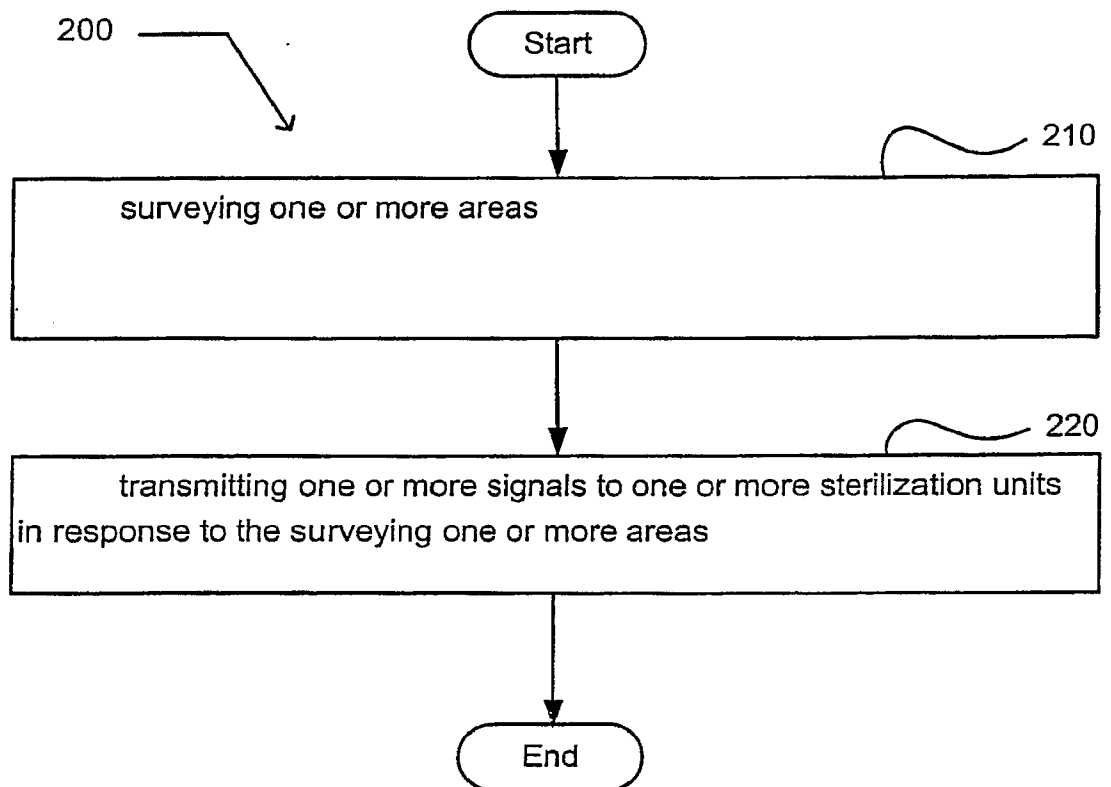 200
Start
210
surveying one or more areas
220
transmitting one or more signals to one or more sterilization units
in response to the surveying one or more areas
End